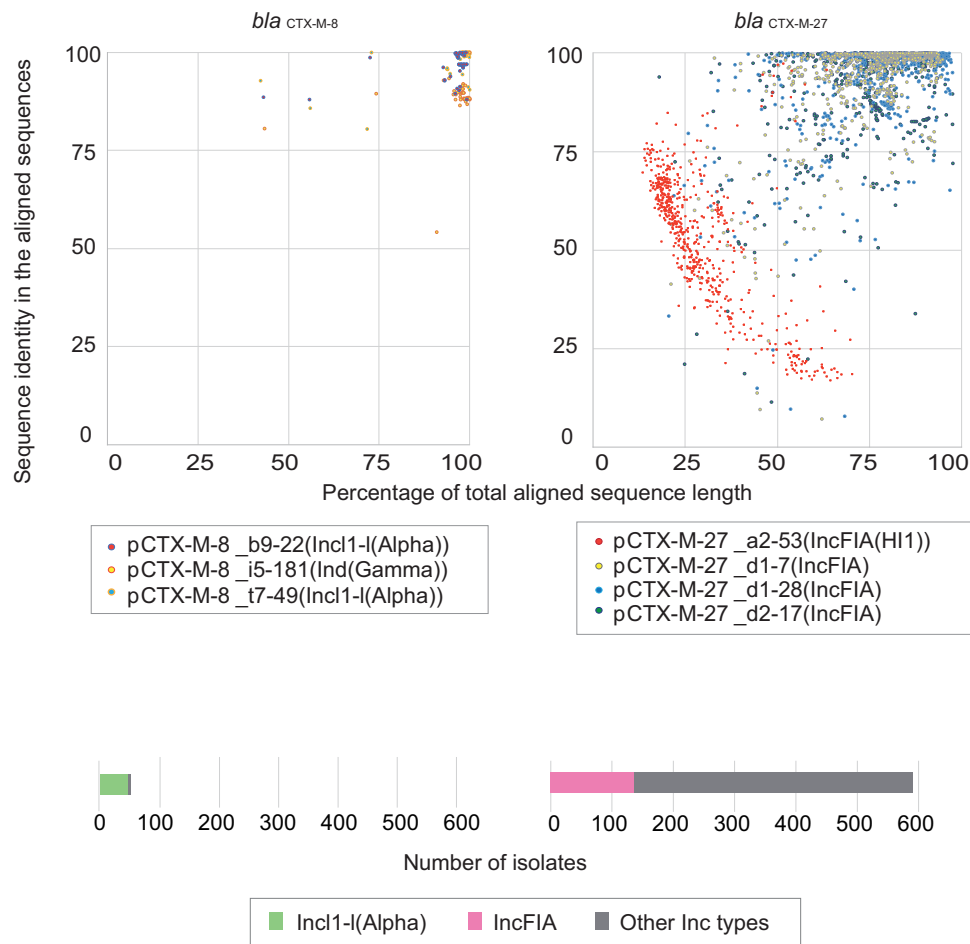 bla CTX-M-8
bla CTX-M-27
Sequence identity in the aligned sequences
100
75
50
25
0
0 25 50 75 100
100
75
50
25
0
0 25 50 75 100
Percentage of total aligned sequence length
pCTX-M-8 _b9-22(Incl1-l(Alpha))
pCTX-M-8 _i5-181(Ind(Gamma))
pCTX-M-8 _t7-49(Incl1-l(Alpha))
pCTX-M-27 _a2-53(IncFIA(HI1))
pCTX-M-27 _d1-7(IncFIA)
pCTX-M-27 _d1-28(IncFIA)
pCTX-M-27 _d2-17(IncFIA)
0 100 200 300 400 500 600
0 100 200 300 400 500 600
Number of isolates
Incl1-l(Alpha)
IncFIA
Other Inc types